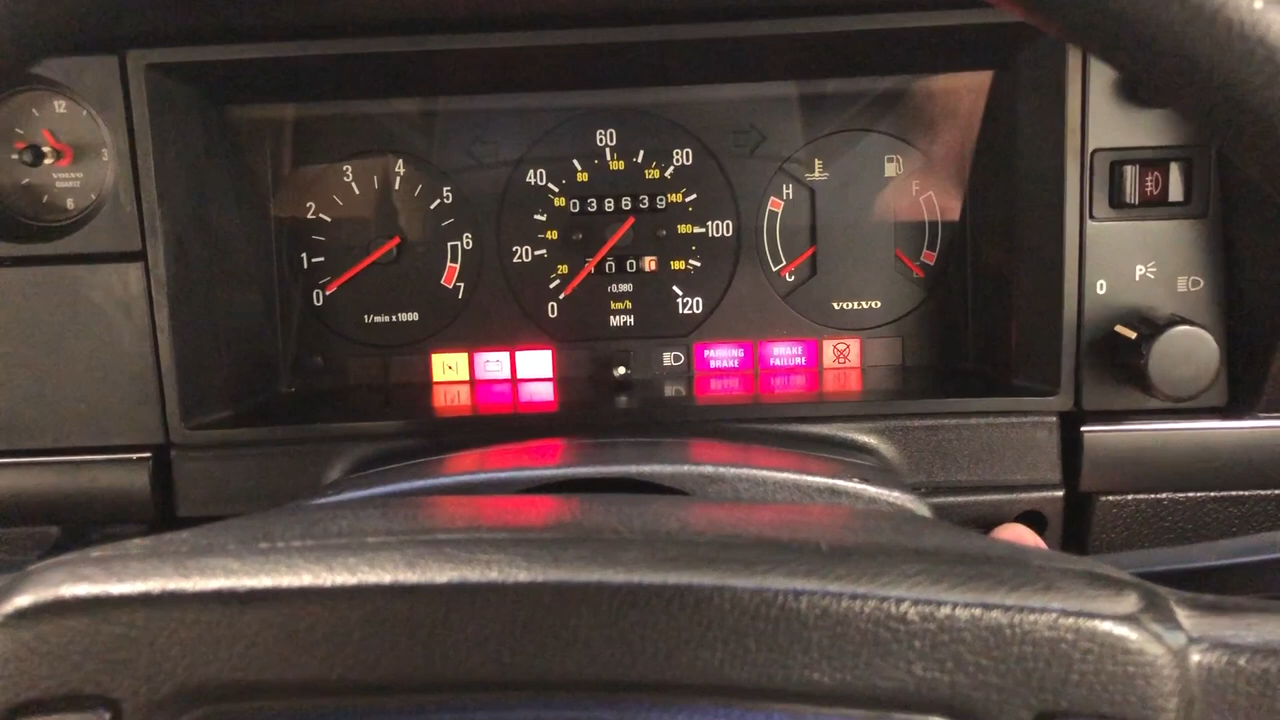 12
3
6
VOLVO
QUARTZ
0
1
2
3
4
5
6
7
1/min x 1000
0
20
40
60
80
100
120
20
40
60
80
100
120
140
160
180
038639
000
r0,980
km/h
MPH
H
C
F
VOLVO
PARKING
BRAKE
BRAKE
FAILURE
0
P